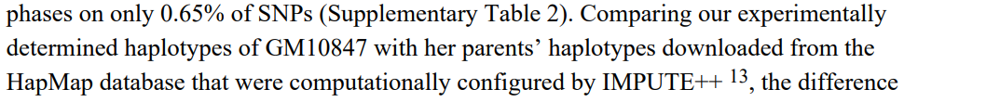 phases on only 0.65% of SNPs (Supplementary Table 2). Comparing our experimentally
determined haplotypes of GM10847 with her parents’ haplotypes downloaded from the
HapMap database that were computationally configured by IMPUTE++ 13, the difference